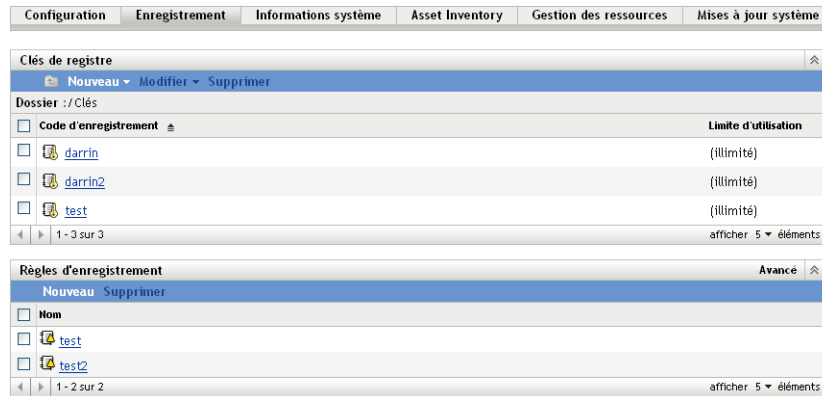 Configuration Enregistrement Informations système Asset Inventory Gestion des ressources Mises à jour système
Clés de registre
Nouveau Modifier Supprimer
Dossier :/Clés
Code d'enregistrement Limite d'utilisation
darrin (illimité)
darrin2 (illimité)
test (illimité)
1 - 3 sur 3 afficher 5 éléments
Règles d'enregistrement Avancé
Nouveau Supprimer
Nom
test
test2
1 - 2 sur 2 afficher 5 éléments